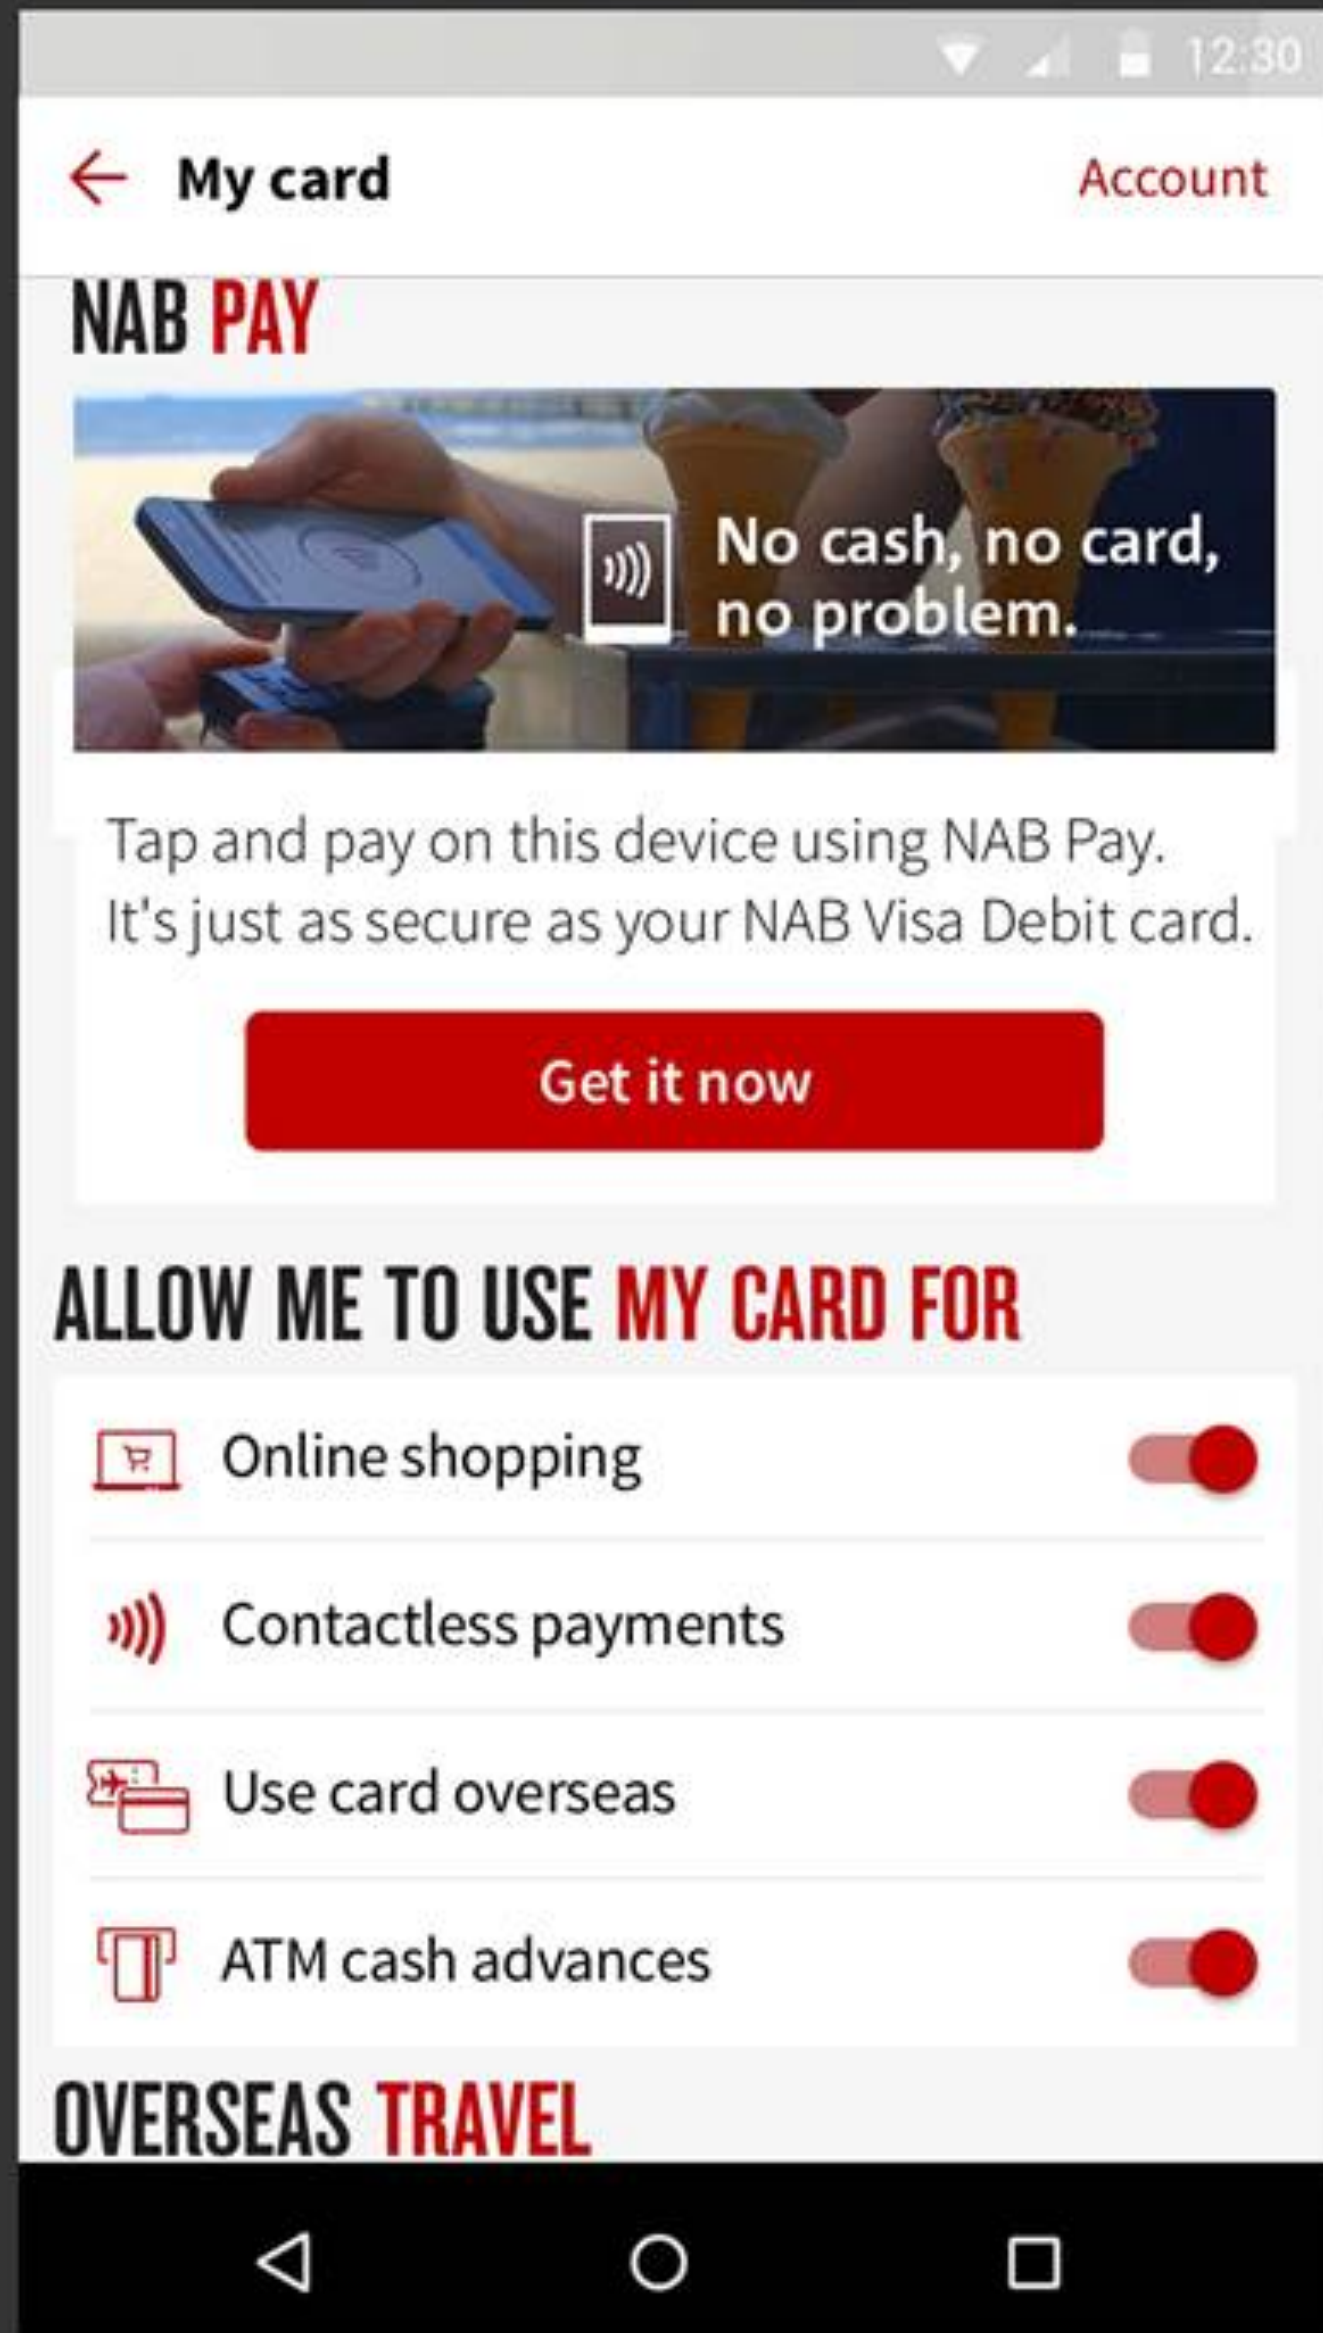 12:30
My card
Account
NAB PAY
No cash, no card,
no problem.
Tap and pay on this device using NAB Pay.
It's just as secure as your NAB Visa Debit card.
Get it now
ALLOW ME TO USE MY CARD FOR
Online shopping
Contactless payments
Use card overseas
ATM cash advances
OVERSEAS TRAVEL